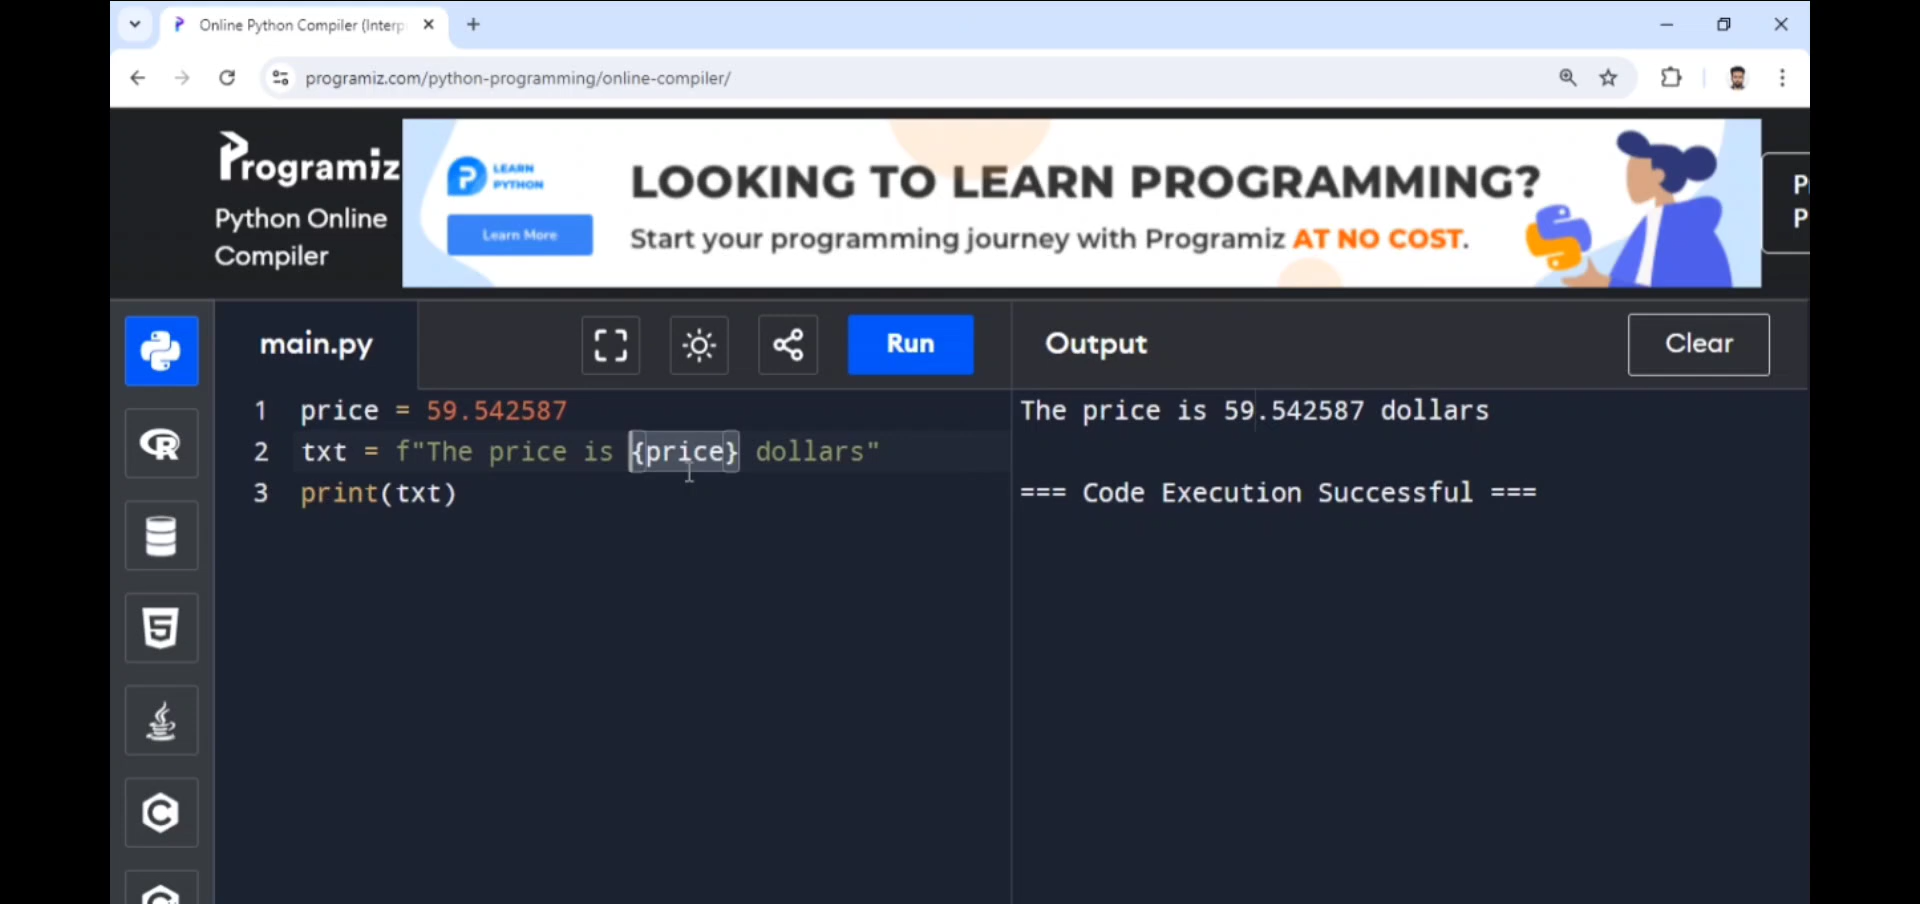 Online Python Compiler (Interp
programiz.com/python-programming/online-compiler/
Programiz
Python Online
Compiler
LEARN
PYTHON
Learn More
LOOKING TO LEARN PROGRAMMING?
Start your programming journey with Programiz AT NO COST.
P
P
main.py
Run
Output
Clear
1 price = 59.542587
2 txt = f"The price is {price} dollars"
3 print(txt)
The price is 59.542587 dollars
=== Code Execution Successful ===